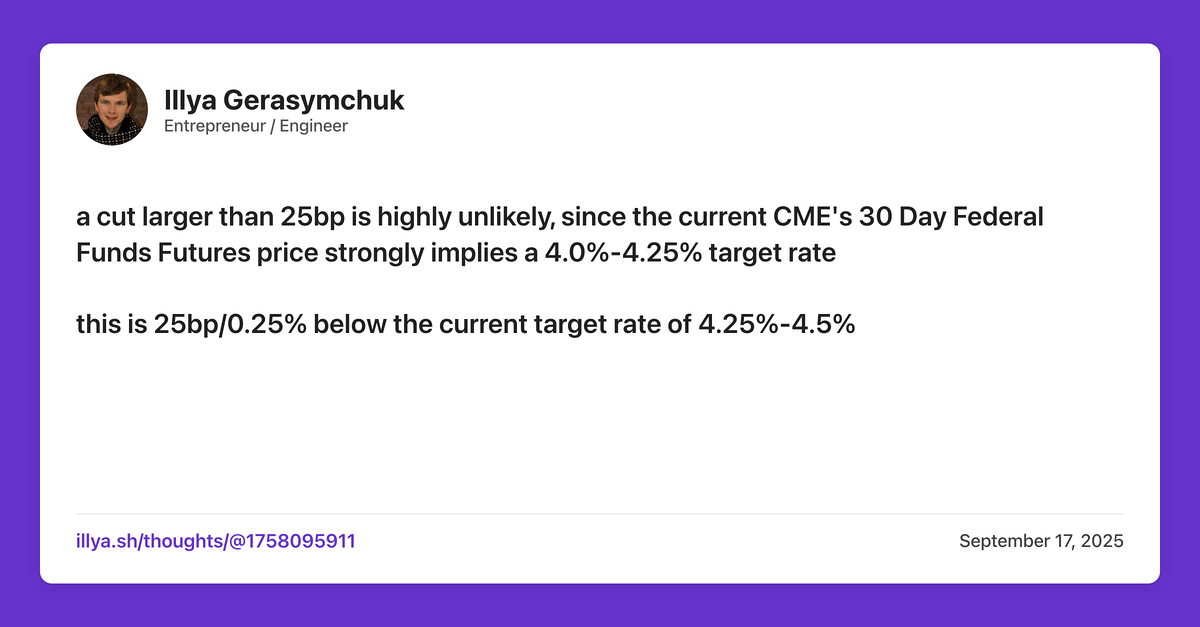 Illya Gerasymchuk
Entrepreneur / Engineer
a cut larger than 25bp is highly unlikely, since the current CME's 30 Day Federal
Funds Futures price strongly implies a 4.0%-4.25% target rate
this is 25bp/0.25% below the current target rate of 4.25%-4.5%
illya.sh/thoughts/@1758095911
September 17, 2025